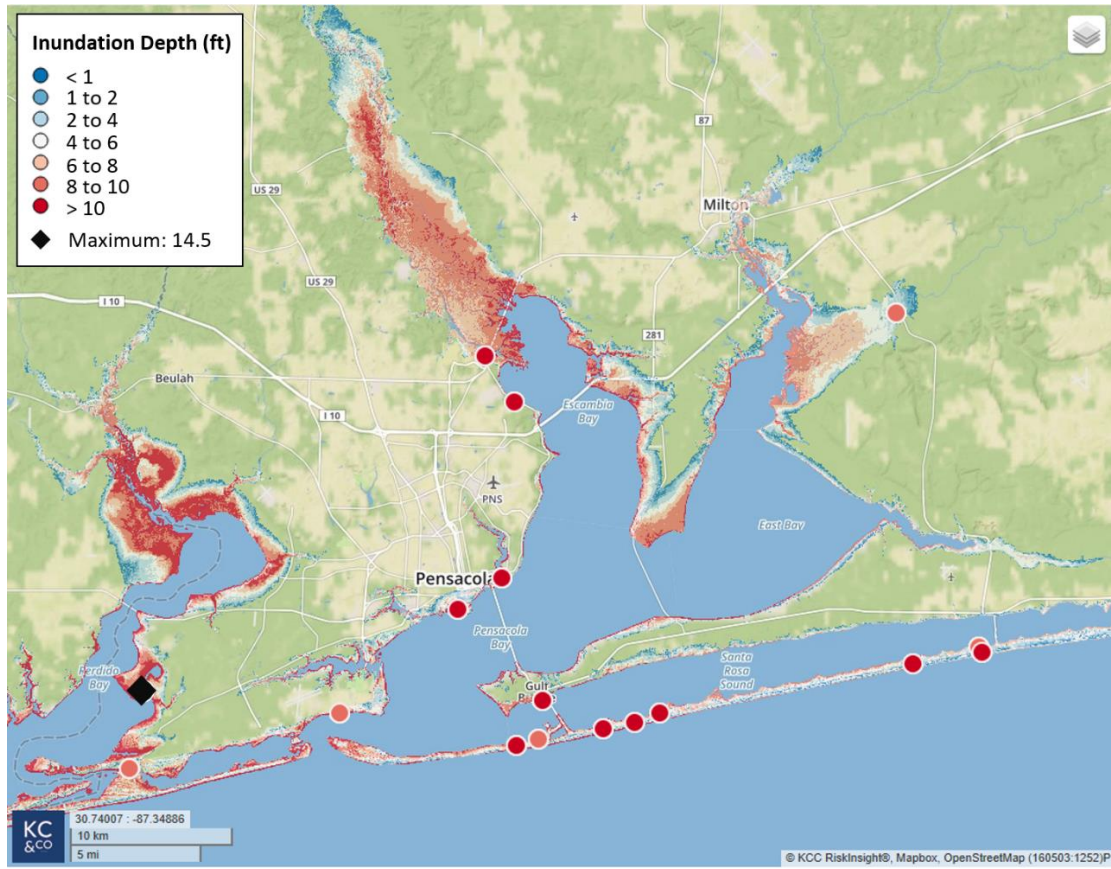 Inundation Depth (ft)
< 1
1 to 2
2 to 4
4 to 6
6 to 8
8 to 10
> 10
Maximum: 14.5
87
US 29
Milton
US 29
I 10
281
Beulah
Escambia
Bay
I 10
PNS
East Bay
Pensacola
Pensacola
Bay
Perdido
Bay
Santa
Rosa
Sound
Gulf
30.74007 : -87.34886
KC
&CO
10 km
5 mi
© KCC RiskInsight®, Mapbox, OpenStreetMap (160503:1252)P